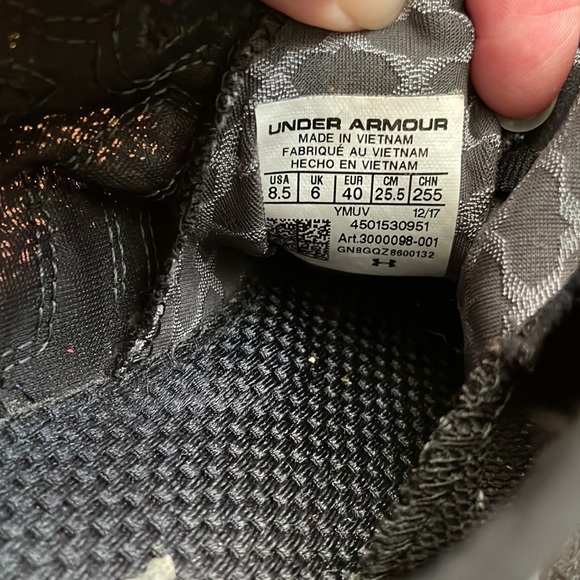 UNDER ARMOUR
MADE IN VIETNAM
FABRIQUÉ AU VIETNAM
HECHO EN VIETNAM
USA UK EUR CM CHN
8.5 6 40 25.5 255
YMUV 12/17
4501530951
Art.3000098-001
GN8GQZ8600132